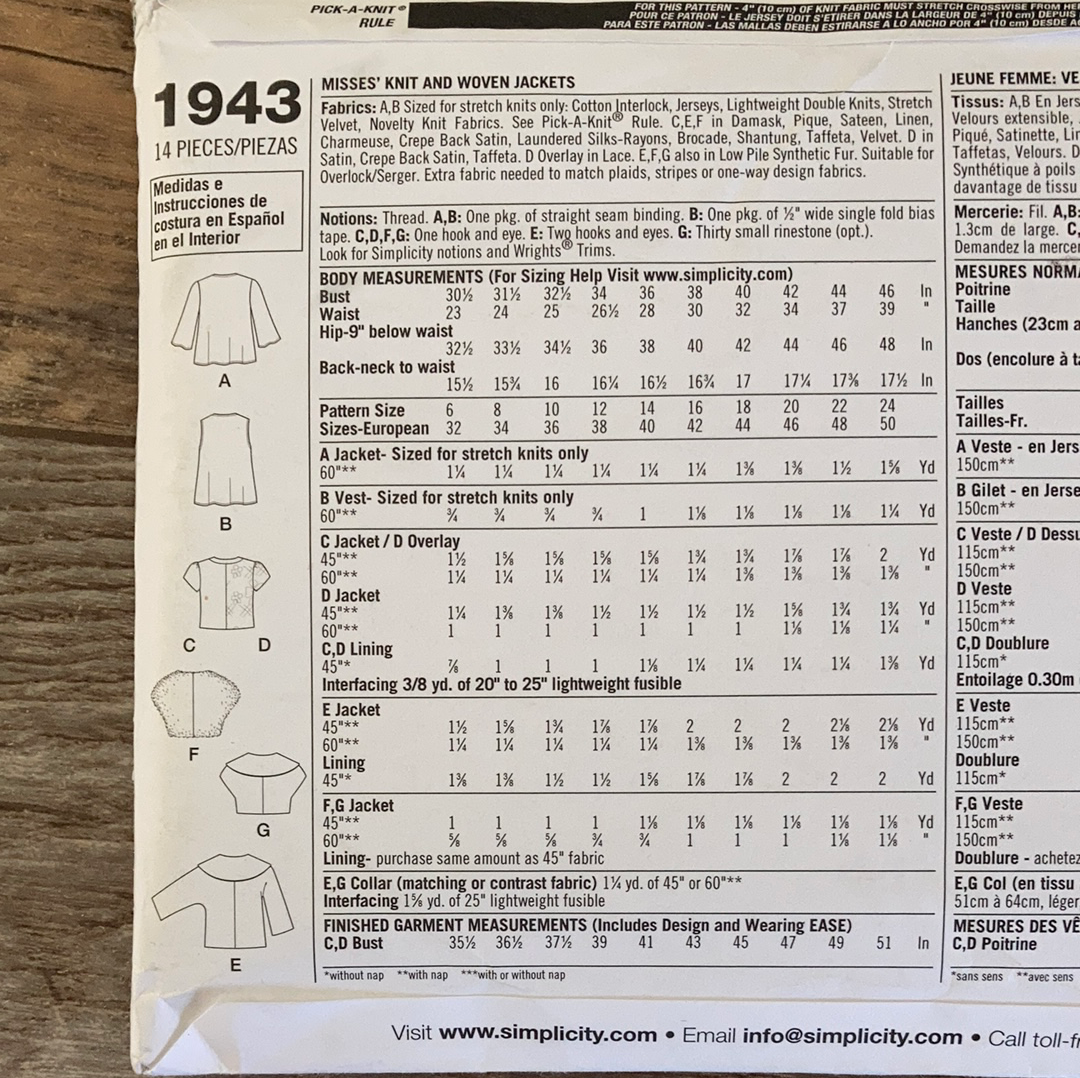 PICK-A-KNIT®
RULE
FOR THIS PATTERN - 4" (10 cm) OF KNIT FABRIC MUST STRETCH CROSSWISE FROM
POUR CE PATRON - LE JERSEY DOIT S'ETIRER DANS LA LARGEUR DE 4" (10 cm) DEPUIS
PARA ESTE PATRON - LAS MALLAS DEBEN ESTIRARSE A LO ANCHO POR 4" (10 cm) DESDE
1943
14 PIECES/PIEZAS
Medidas e
Instrucciones de
costura en Español
en el Interior
A
B
C D
F
G
E
MISSES' KNIT AND WOVEN JACKETS
Fabrics: A,B Sized for stretch knits only: Cotton Interlock, Jerseys, Lightweight Double Knits, Stretch
Velvet, Novelty Knit Fabrics. See Pick-A-Knit® Rule. C,E,F in Damask, Pique, Sateen, Linen,
Charmeuse, Crepe Back Satin, Laundered Silks-Rayons, Brocade, Shantung, Taffeta, Velvet. D in
Satin, Crepe Back Satin, Taffeta. D Overlay in Lace. E,F,G also in Low Pile Synthetic Fur. Suitable for
Overlock/Serger. Extra fabric needed to match plaids, stripes or one-way design fabrics.
Notions: Thread. A,B: One pkg. of straight seam binding. B: One pkg. of ½" wide single fold bias
tape. C,D,F,G: One hook and eye. E: Two hooks and eyes. G: Thirty small rinestone (opt.).
Look for Simplicity notions and Wrights® Trims.
BODY MEASUREMENTS (For Sizing Help Visit www.simplicity.com)
Bust 30½ 31½ 32½ 34 36 38 40 42 44 46 In
Waist 23 24 25 26½ 28 30 32 34 37 39 "
Hip-9" below waist
32½ 33½ 34½ 36 38 40 42 44 46 48 In
Back-neck to waist
15½ 15¾ 16 16¼ 16½ 16¾ 17 17¼ 17⅜ 17½ In
Pattern Size 6 8 10 12 14 16 18 20 22 24
Sizes-European 32 34 36 38 40 42 44 46 48 50
A Jacket- Sized for stretch knits only
60"** 1¼ 1¼ 1¼ 1¼ 1¼ 1¼ 1⅜ 1⅜ 1½ 1⅝ Yd
B Vest- Sized for stretch knits only
60"** ¾ ¾ ¾ ¾ 1 1⅛ 1⅛ 1⅛ 1⅛ 1¼ Yd
C Jacket / D Overlay
45"** 1½ 1⅝ 1⅝ 1⅝ 1⅝ 1¾ 1¾ 1⅞ 1⅞ 2 Yd
60"** 1¼ 1¼ 1¼ 1¼ 1¼ 1¼ 1⅜ 1⅜ 1⅜ 1⅜ "
D Jacket
45"** 1¼ 1⅜ 1⅜ 1½ 1½ 1½ 1½ 1⅝ 1¾ 1¾ Yd
60"** 1 1 1 1 1 1 1 1⅛ 1⅛ 1¼ "
C,D Lining
45"* ⅞ 1 1 1 1⅛ 1¼ 1¼ 1¼ 1¼ 1⅜ Yd
Interfacing 3/8 yd. of 20" to 25" lightweight fusible
E Jacket
45"** 1½ 1⅝ 1¾ 1⅞ 1⅞ 2 2 2 2⅛ 2⅛ Yd
60"** 1¼ 1¼ 1¼ 1¼ 1¼ 1⅜ 1⅜ 1⅜ 1⅜ 1⅜ "
Lining
45"* 1⅜ 1⅜ 1½ 1½ 1⅝ 1⅞ 1⅞ 2 2 2 Yd
F,G Jacket
45"** 1 1 1 1 1⅛ 1⅛ 1⅛ 1⅛ 1⅛ 1⅛ Yd
60"** ⅝ ⅝ ⅝ ¾ ¾ 1 1 1 1⅛ 1⅛ "
Lining- purchase same amount as 45" fabric
E,G Collar (matching or contrast fabric) 1¼ yd. of 45" or 60"**
Interfacing 1⅝ yd. of 25" lightweight fusible
FINISHED GARMENT MEASUREMENTS (Includes Design and Wearing EASE)
C,D Bust 35½ 36½ 37½ 39 41 43 45 47 49 51 In
*without nap **with nap ***with or without nap
JEUNE FEMME: VE
Tissus: A,B En Jers
Velours extensible,
Piqué, Satinette, Lin
Taffetas, Velours. D
Synthétique à poils
davantage de tissu
Mercerie: Fil. A,B:
1.3cm de large. C,
Demandez la mercer
MESURES NORMA
Poitrine
Taille
Hanches (23cm a
Dos (encolure à ta
Tailles
Tailles-Fr.
A Veste - en Jers
150cm**
B Gilet - en Jerse
150cm**
C Veste / D Dessu
115cm**
150cm**
D Veste
115cm**
150cm**
C,D Doublure
115cm*
Entoilage 0.30m
E Veste
115cm**
150cm**
Doublure
115cm*
F,G Veste
115cm**
150cm**
Doublure - achetez
E,G Col (en tissu
51cm à 64cm, léger
MESURES DES VÊ
C,D Poitrine
*sans sens **avec sens
Visit www.simplicity.com • Email info@simplicity.com • Call toll-fr